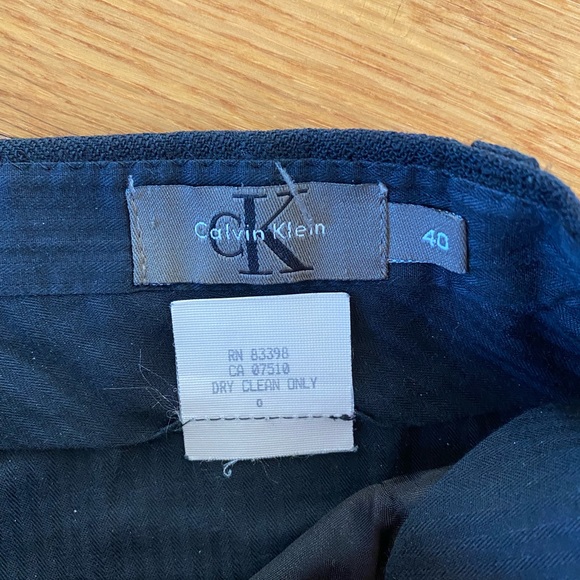 cK
Calvin Klein
40
RN 83398
CA 07510
DRY CLEAN ONLY
0